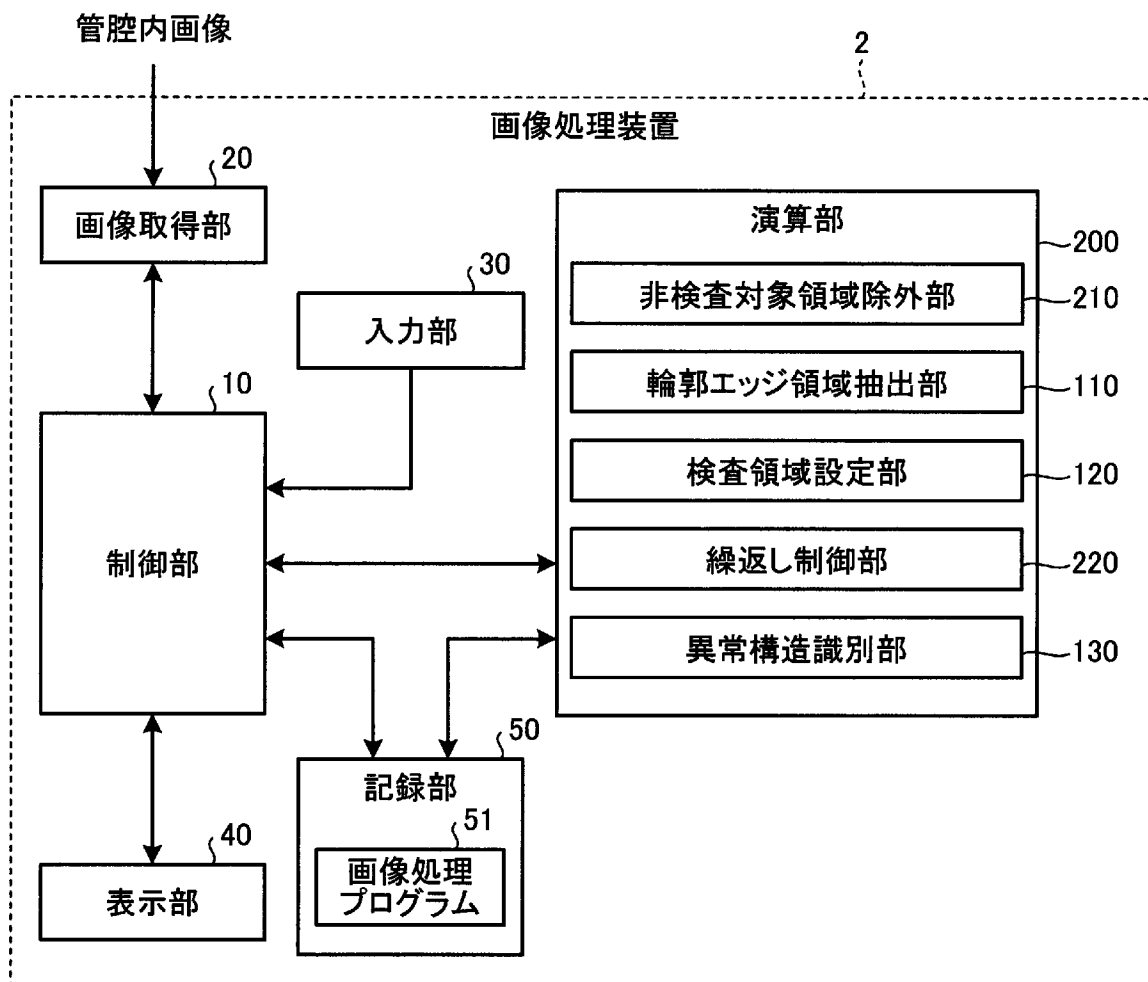 管腔内画像
2
画像処理装置
20
画像取得部
30
入力部
10
制御部
演算部
200
非検査対象領域除外部
210
輪郭エッジ領域抽出部
110
検査領域設定部
120
繰返し制御部
220
異常構造識別部
130
50
記録部
51
画像処理
プログラム
40
表示部